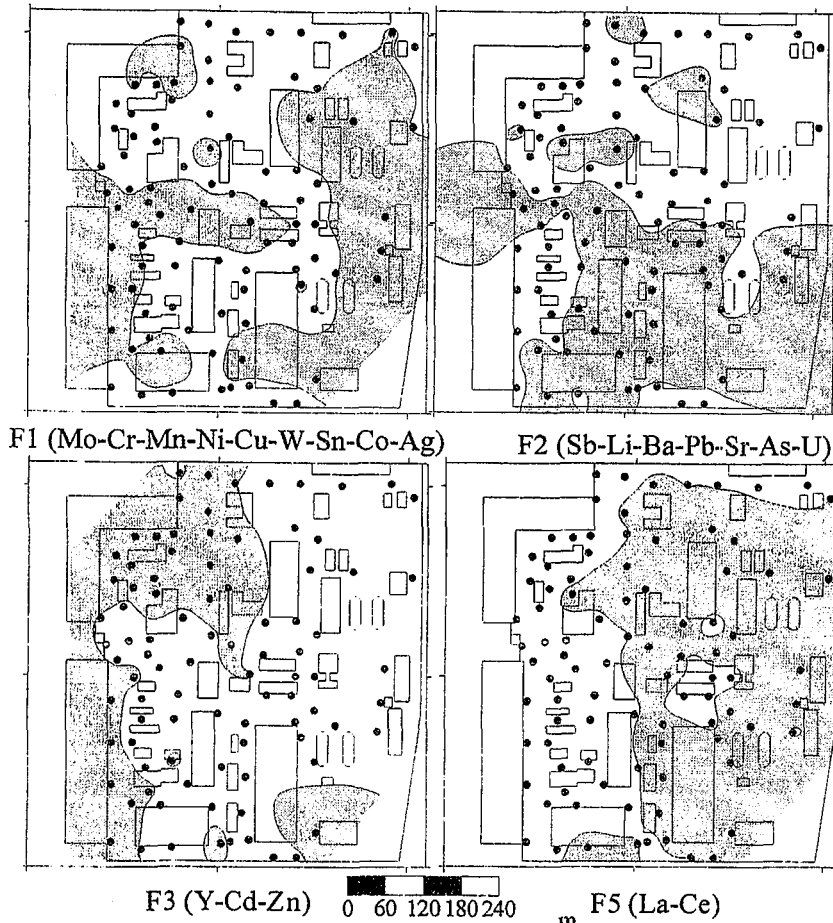 F1 (Mo-Cr-Mn-Ni-Cu-W-Sn-Co-Ag)
F2 (Sb-Li-Ba-Pb-Sr-As-U)
F3 (Y-Cd-Zn)
0 60 120 180 240
m
F5 (La-Ce)